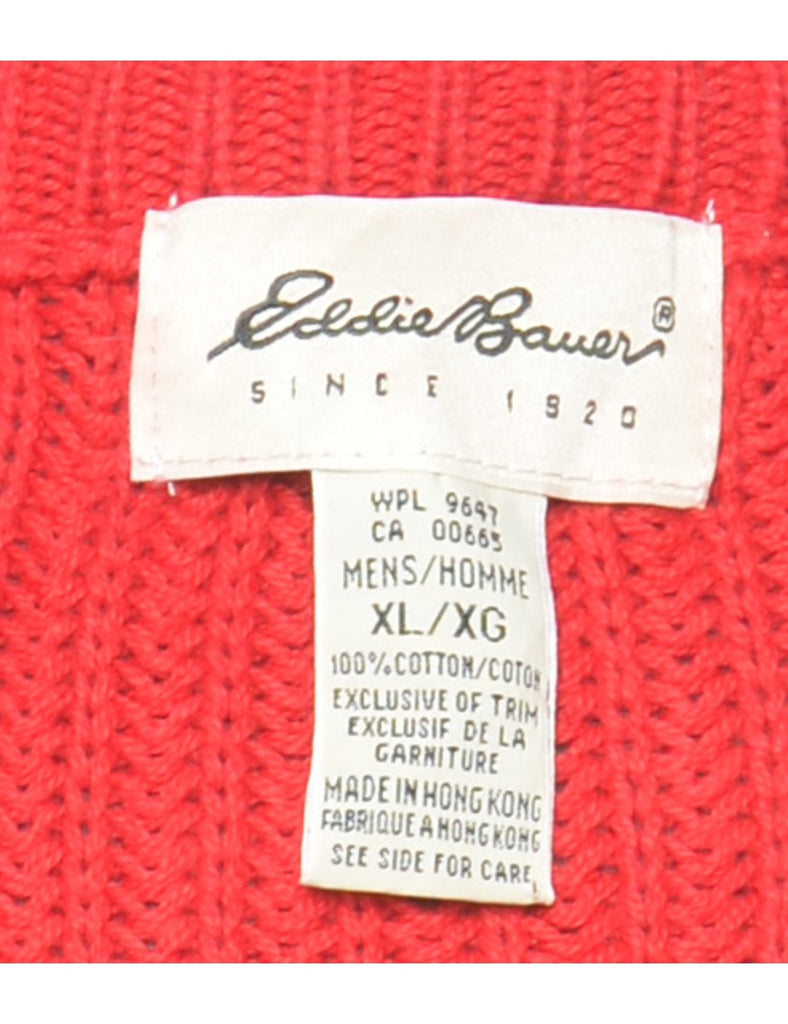 Eddie Bauer®
SINCE 1920
WPL 9647
CA 00665
MENS/HOMME
XL/XG
100%COTTON/COTON
EXCLUSIVE OF TRIM
EXCLUSIF DE LA
GARNITURE
MADE IN HONG KONG
FABRIQUE A HONG KONG
SEE SIDE FOR CARE